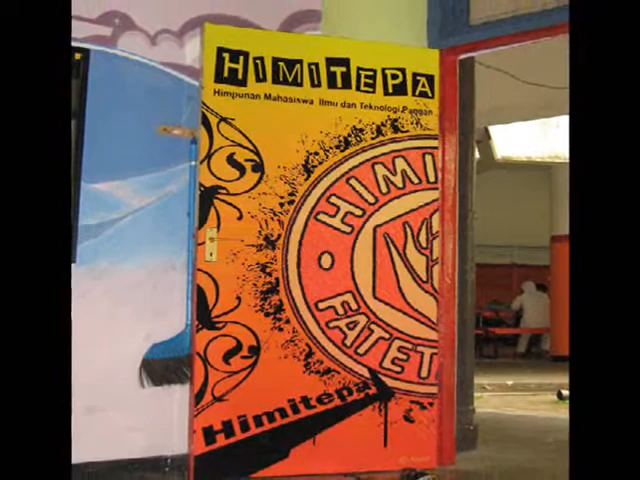 HIMITEPA
Himpunan Mahasiswa Ilmu dan Teknologi Pangan
HIMI
FATET
Himitepa